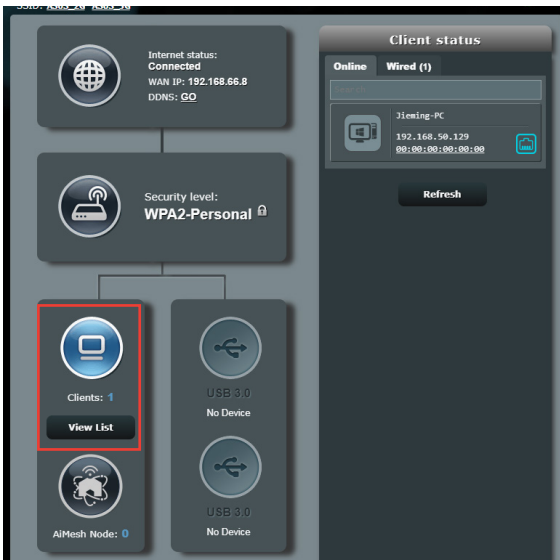 Internet status:
Connected
WAN IP: 192.168.66.8
DDNS: GO
Security level:
WPA2-Personal
Clients: 1
View List
AiMesh Node: 0
USB 3.0
No Device
USB 3.0
No Device
Client status
Online Wired (1)
Search
Jieming-PC
192.168.50.129
00:00:00:00:00:00
Refresh